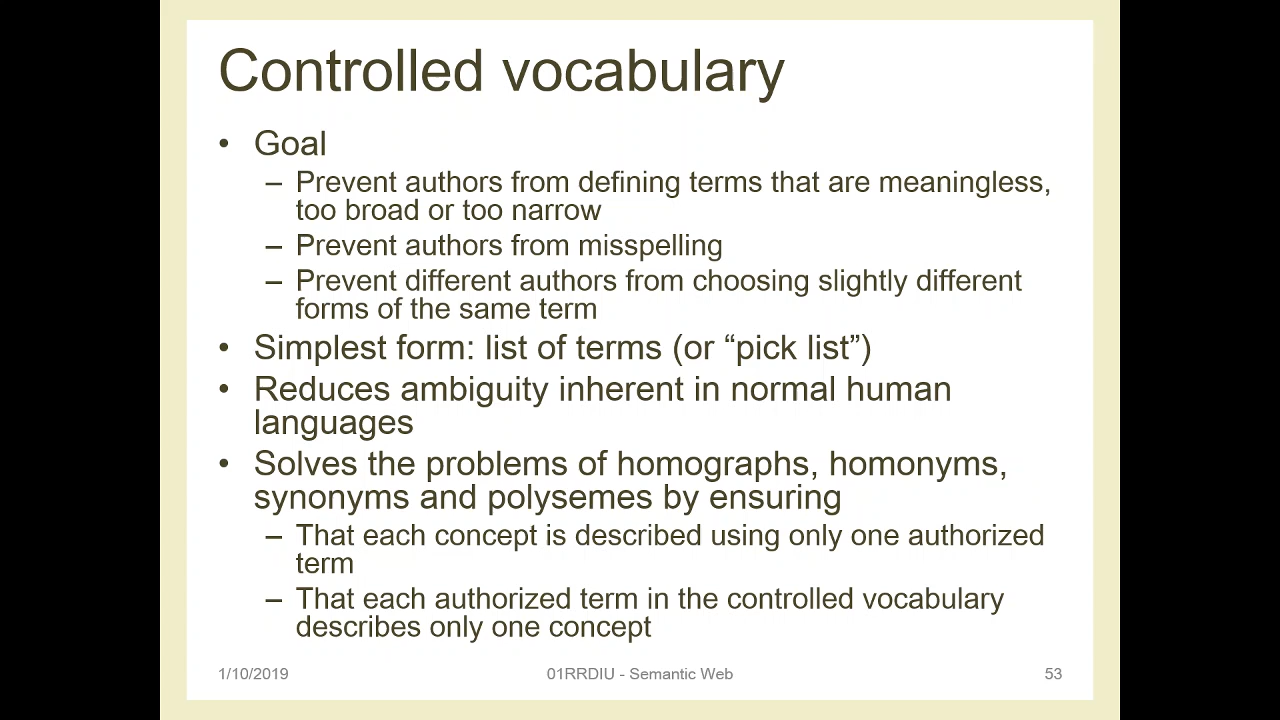 Controlled vocabulary
• Goal
– Prevent authors from defining terms that are meaningless,
too broad or too narrow
– Prevent authors from misspelling
– Prevent different authors from choosing slightly different
forms of the same term
• Simplest form: list of terms (or “pick list”)
• Reduces ambiguity inherent in normal human
languages
• Solves the problems of homographs, homonyms,
synonyms and polysemes by ensuring
– That each concept is described using only one authorized
term
– That each authorized term in the controlled vocabulary
describes only one concept
1/10/2019 01RRDIU - Semantic Web 53